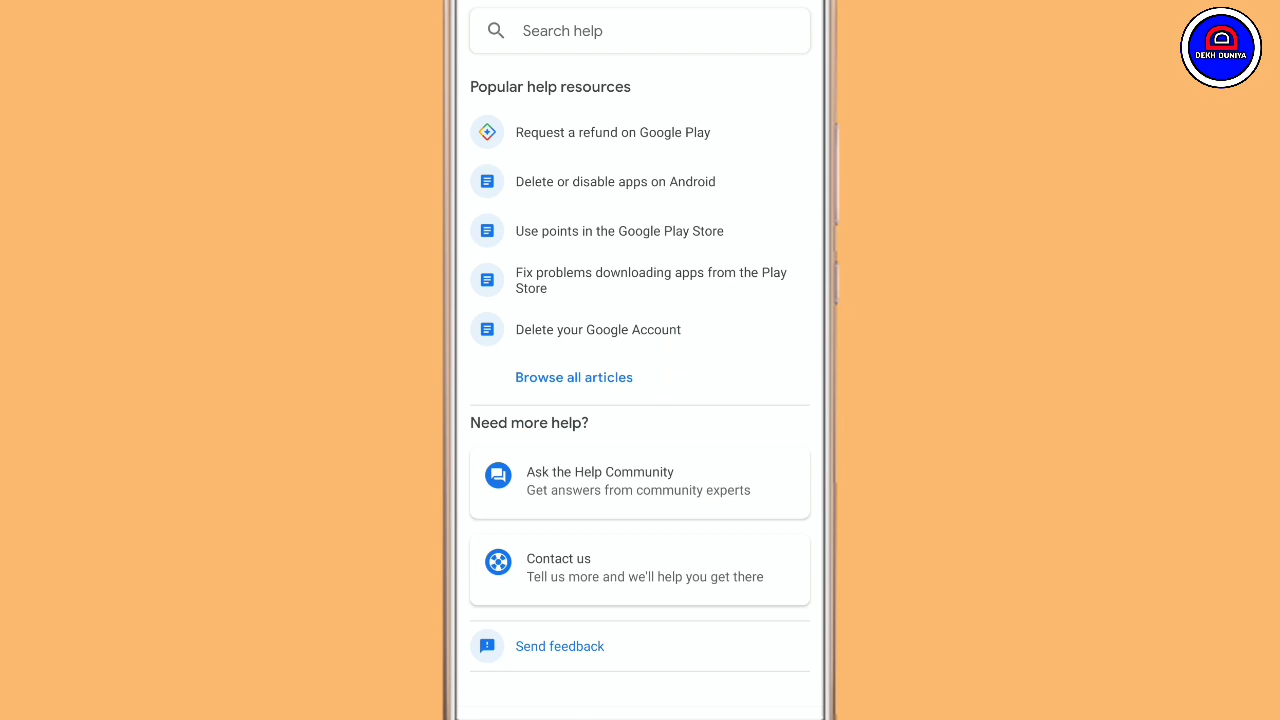 Search help
DEKH DUNIYA
Popular help resources
Request a refund on Google Play
Delete or disable apps on Android
Use points in the Google Play Store
Fix problems downloading apps from the Play
Store
Delete your Google Account
Browse all articles
Need more help?
Ask the Help Community
Get answers from community experts
Contact us
Tell us more and we'll help you get there
Send feedback